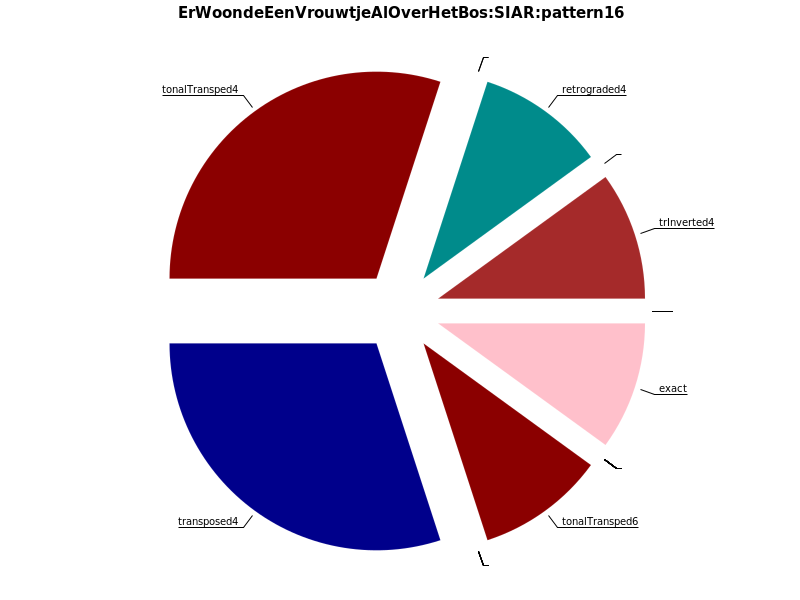 ErWoondeEenVrouwtjeAlOverHetBos:SIAR:pattern16
tonalTransped4
retrograded4
trInverted4
exact
transposed4
tonalTransped6